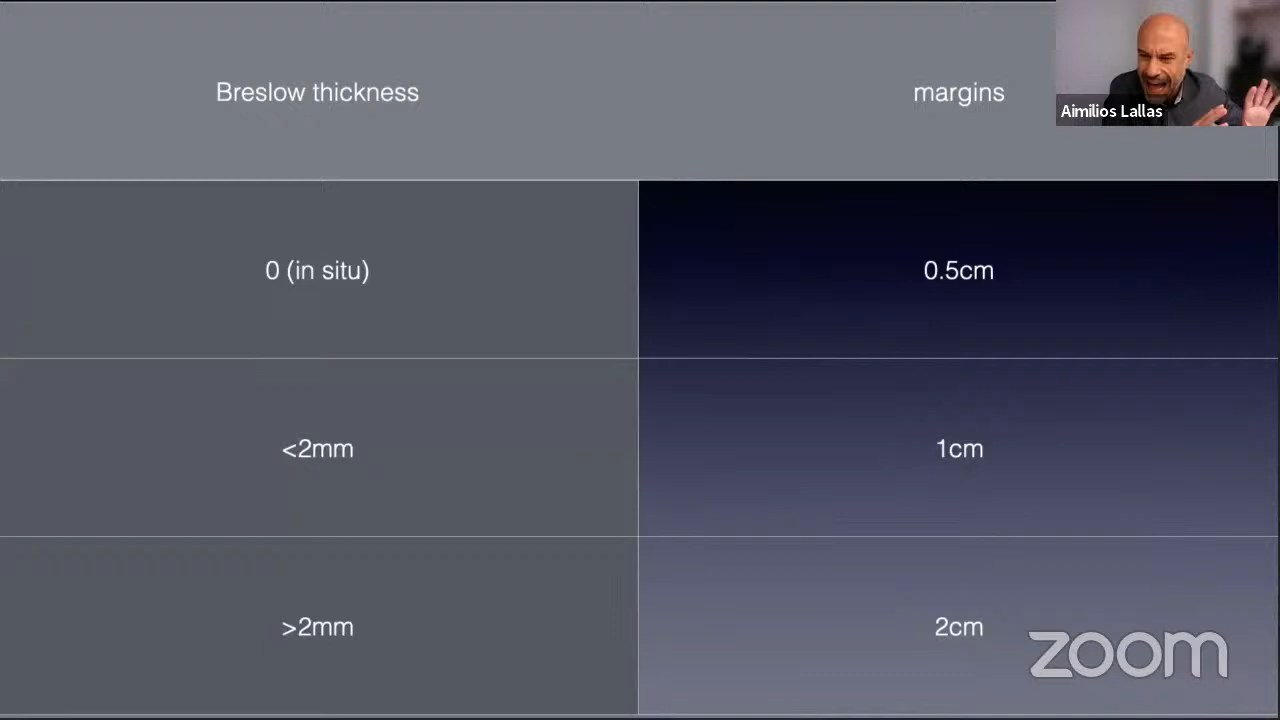 Breslow thickness
margins
Aimilios Lallas
0 (in situ)
0.5cm
<2mm
1cm
>2mm
2cm
zoom